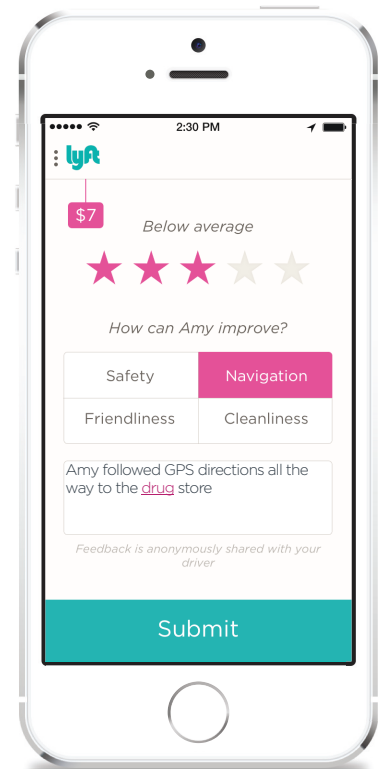 2:30 PM
lyft
$7
Below average
How can Amy improve?
Safety Navigation
Friendliness Cleanliness
Amy followed GPS directions all the
way to the drug store
Feedback is anonymously shared with your
driver
Submit